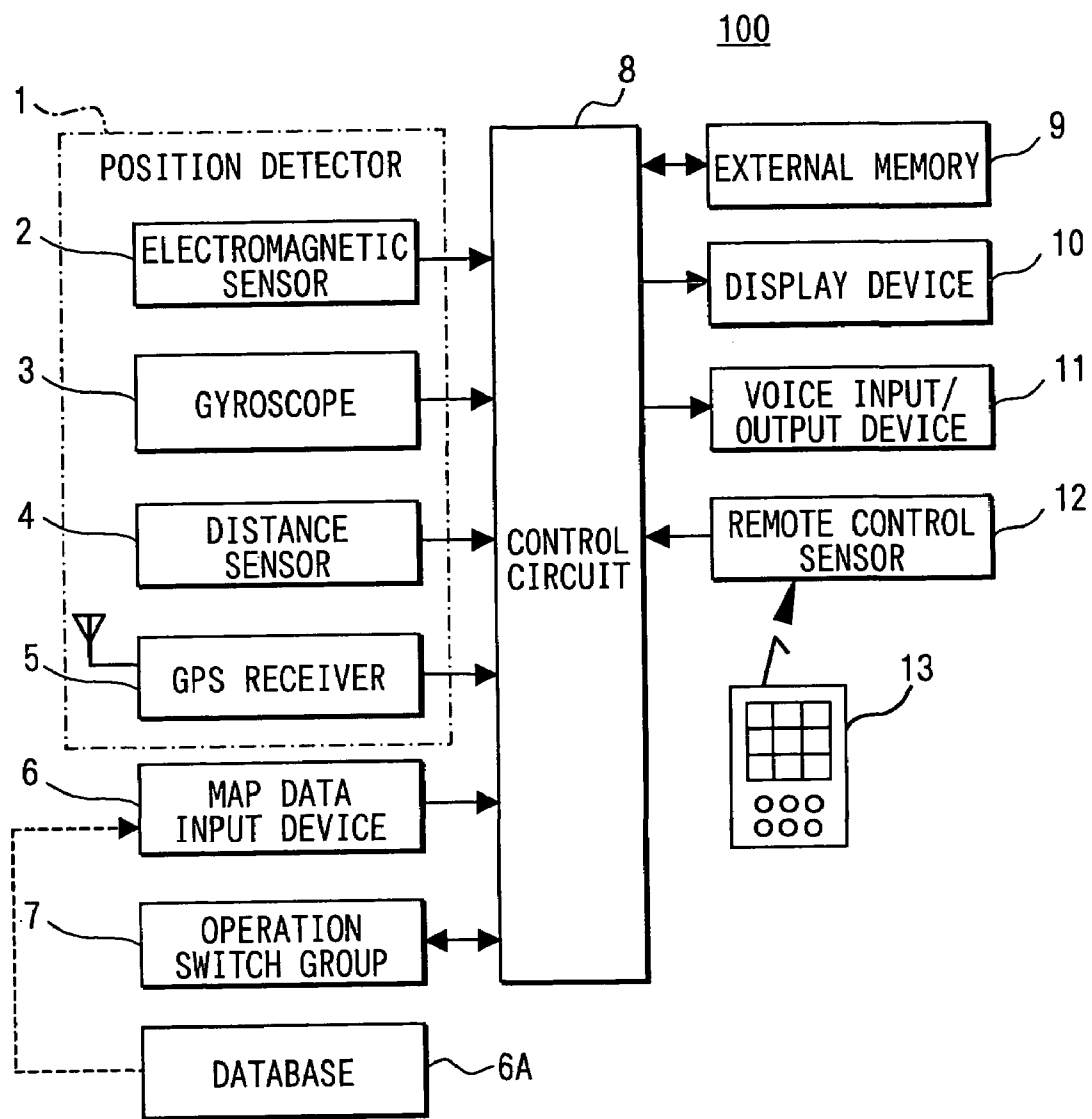 100
1
POSITION DETECTOR
2
ELECTROMAGNETIC
SENSOR
3
GYROSCOPE
4
DISTANCE
SENSOR
5
GPS RECEIVER
6
MAP DATA
INPUT DEVICE
7
OPERATION
SWITCH GROUP
DATABASE
6A
8
CONTROL
CIRCUIT
9
EXTERNAL MEMORY
10
DISPLAY DEVICE
11
VOICE INPUT/
OUTPUT DEVICE
12
REMOTE CONTROL
SENSOR
13